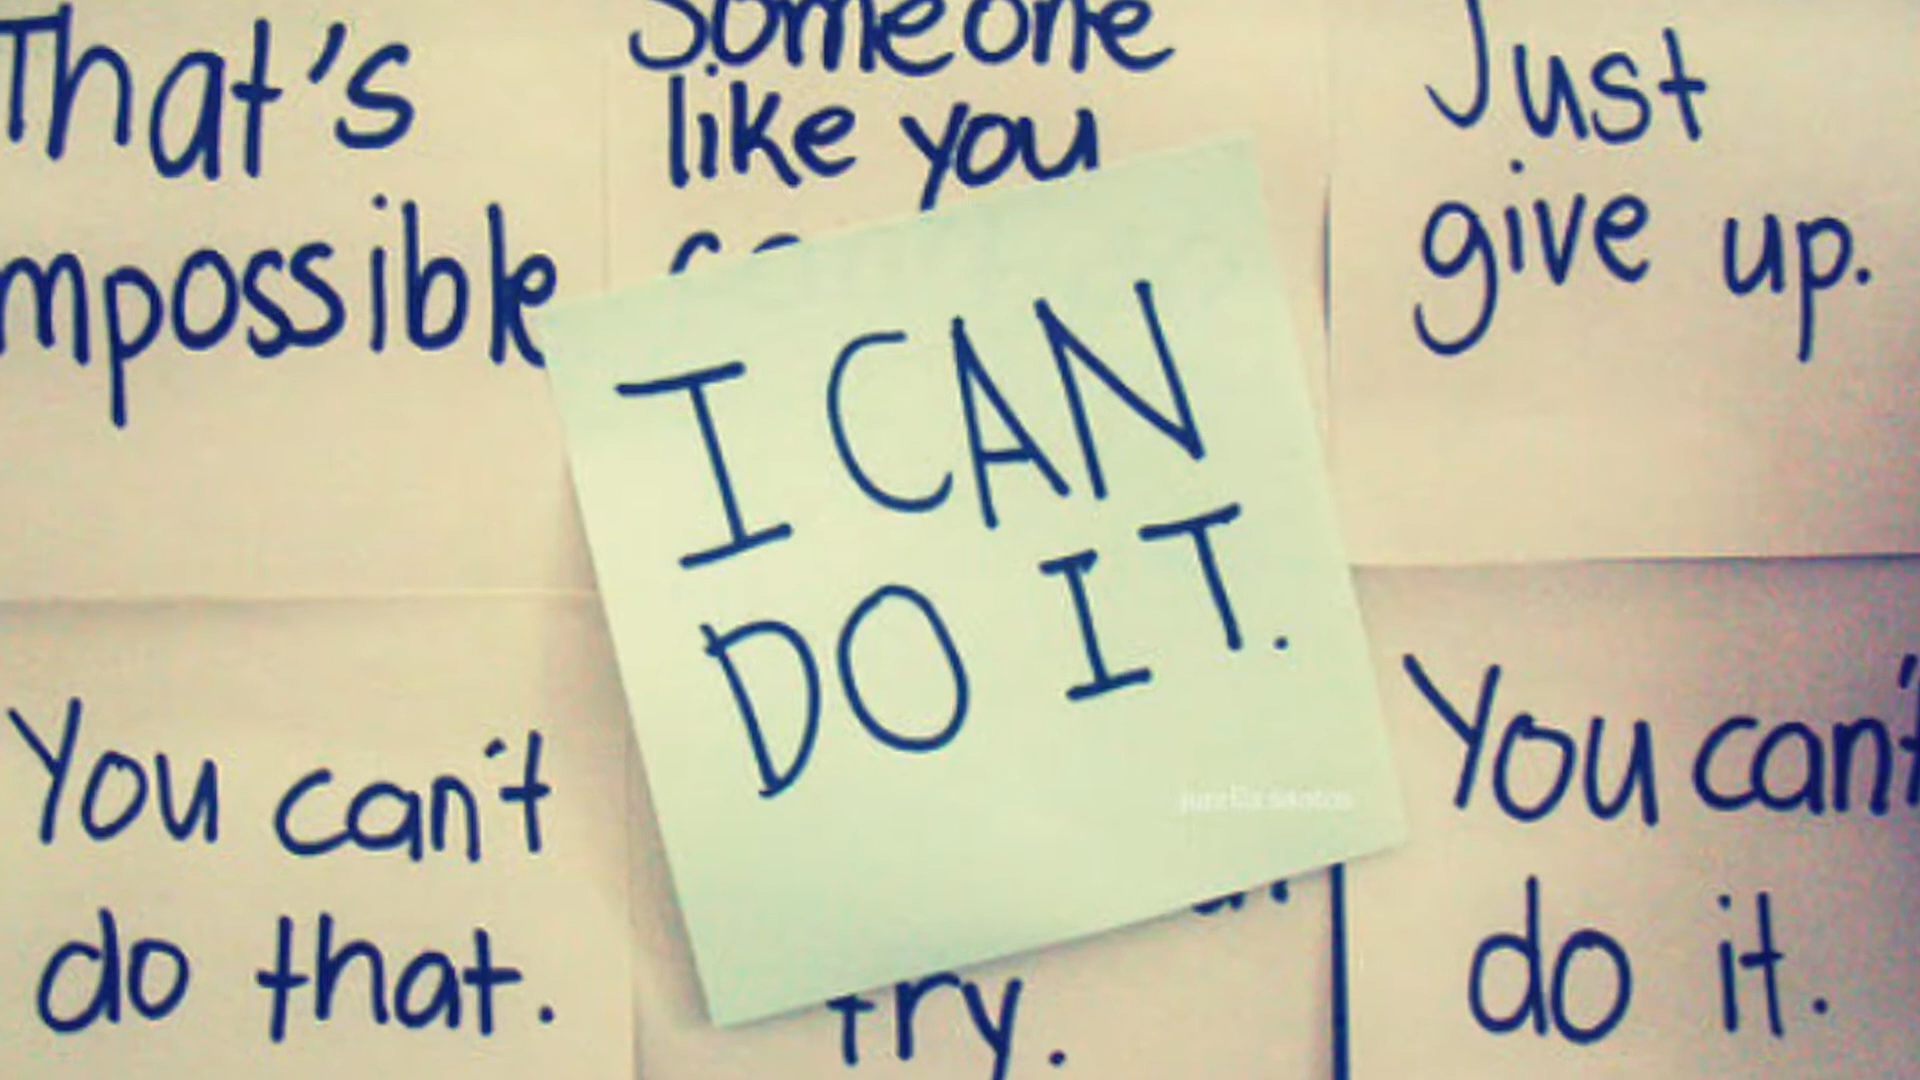 That's
mpossible
Someone
like you
Just
give up.
I CAN
DO IT.
You can't
do that.
try.
You can't
do it.